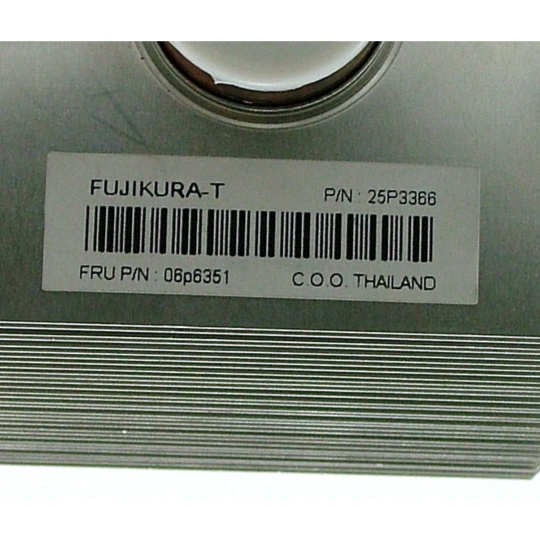 FUJIKURA-T P/N : 25P3366
FRU P/N : 06p6351 C.O.O. THAILAND